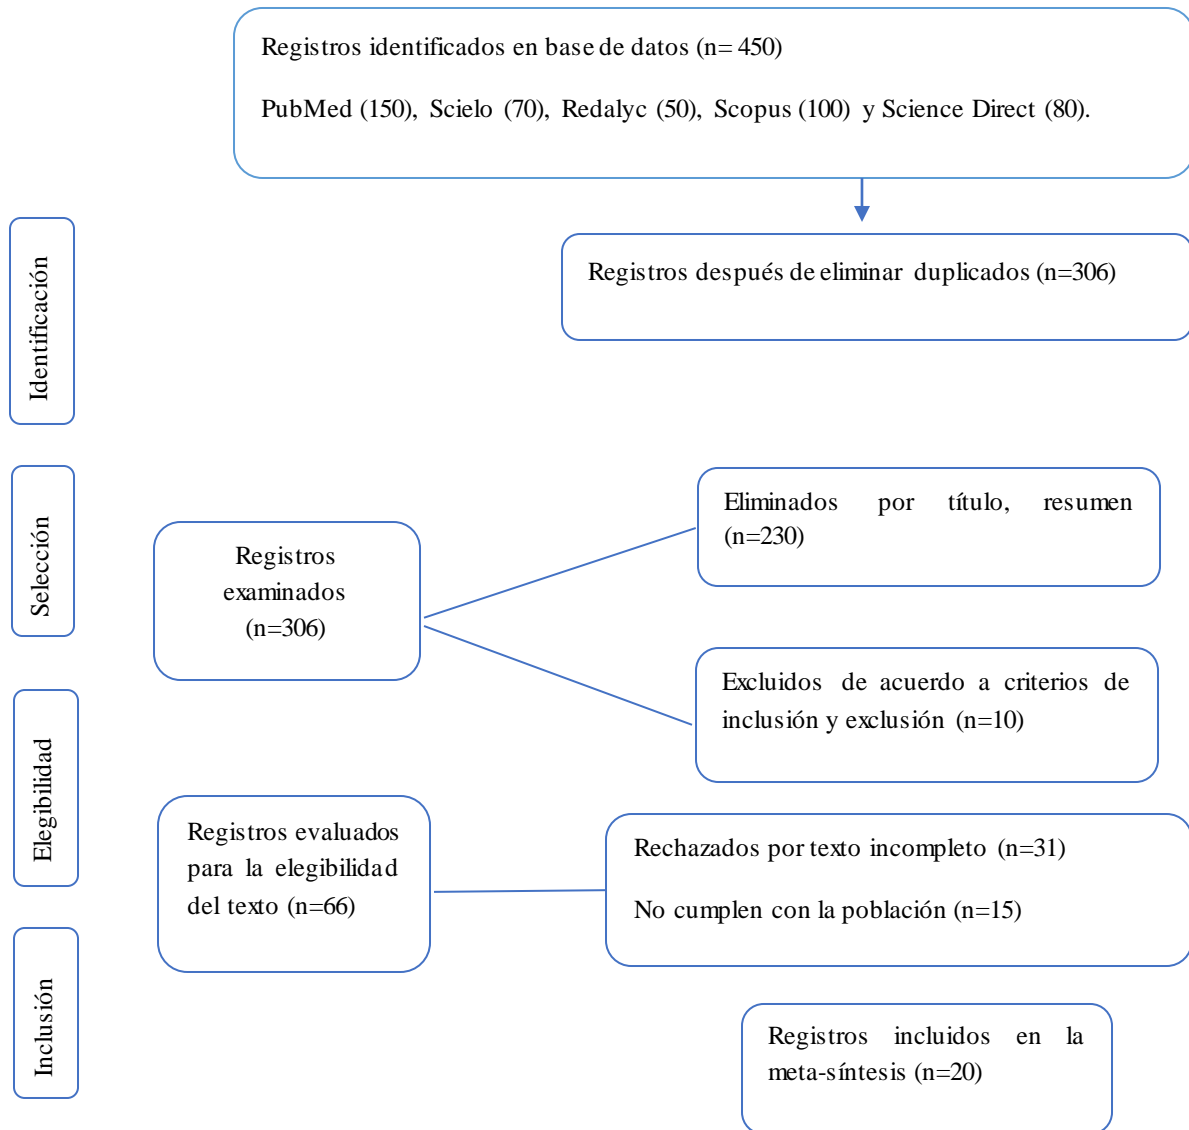 Registros identificados en base de datos (n= 450)
PubMed (150), Scielo (70), Redalyc (50), Scopus (100) y Science Direct (80).
Identificación
Registros después de eliminar duplicados (n=306)
Selección
Registros
examinados
(n=306)
Eliminados por título, resumen
(n=230)
Excluidos de acuerdo a criterios de
inclusión y exclusión (n=10)
Elegibilidad
Registros evaluados
para la elegibilidad
del texto (n=66)
Rechazados por texto incompleto (n=31)
No cumplen con la población (n=15)
Inclusión
Registros incluidos en la
meta-síntesis (n=20)